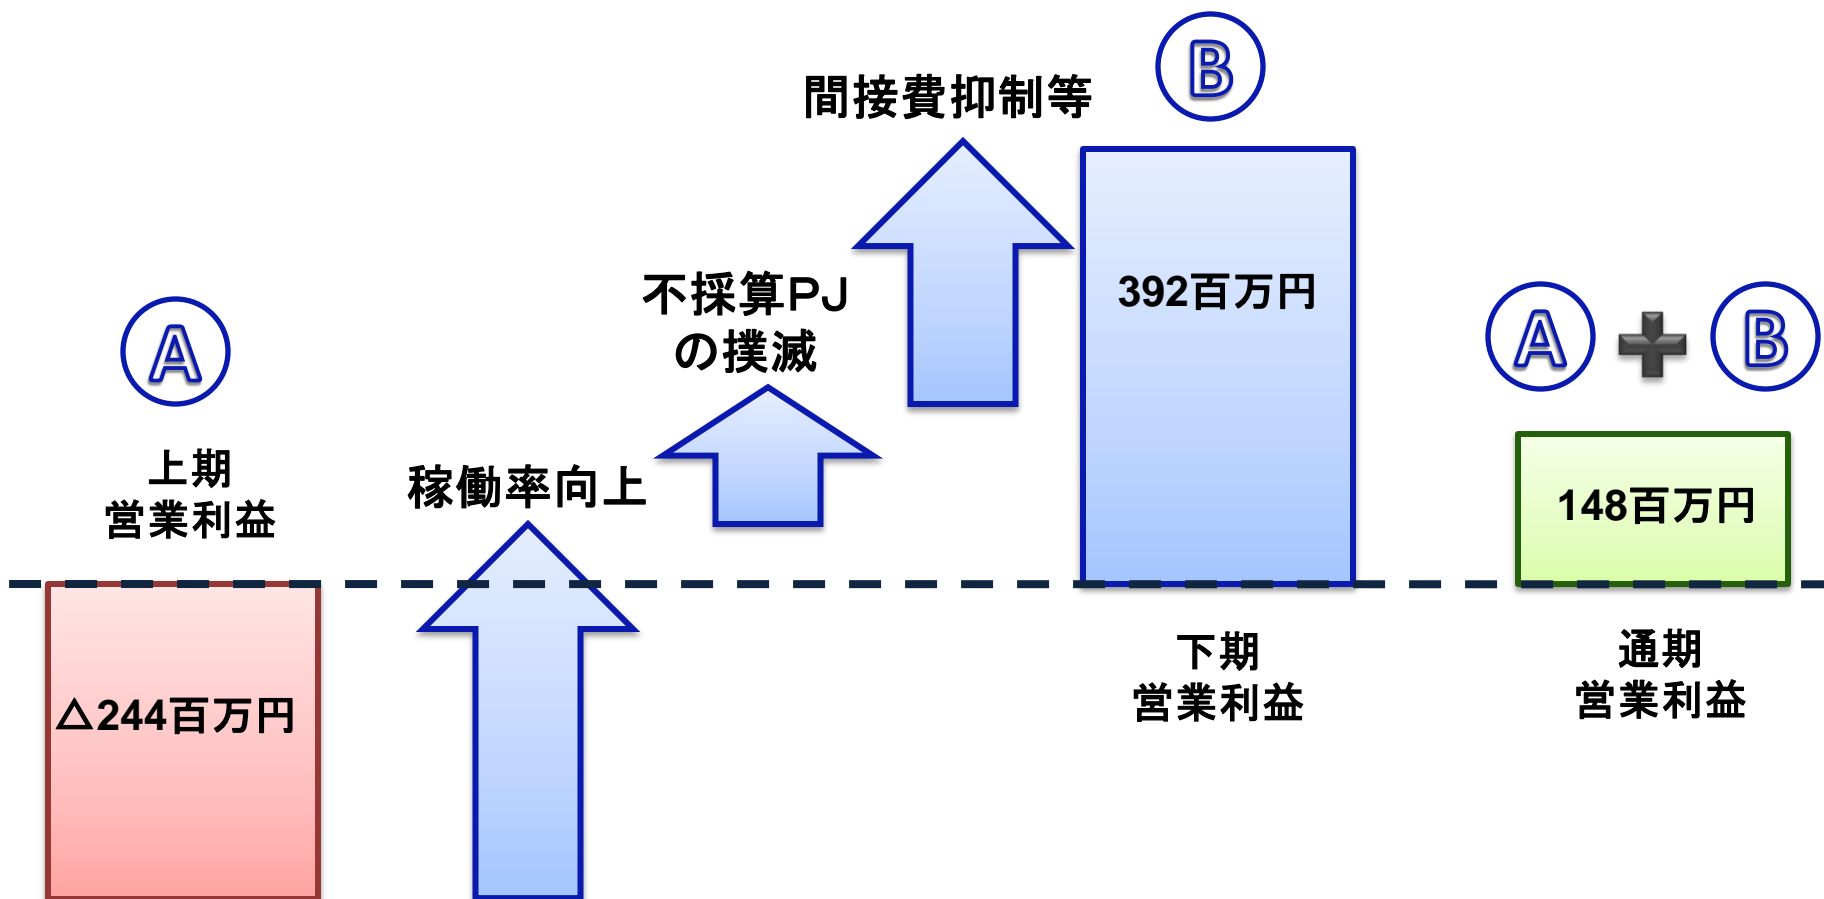 Ⓐ
上期
営業利益
△244百万円
稼働率向上
不採算PJ
の撲滅
間接費抑制等
Ⓑ
392百万円
下期
営業利益
Ⓐ+Ⓑ
148百万円
通期
営業利益